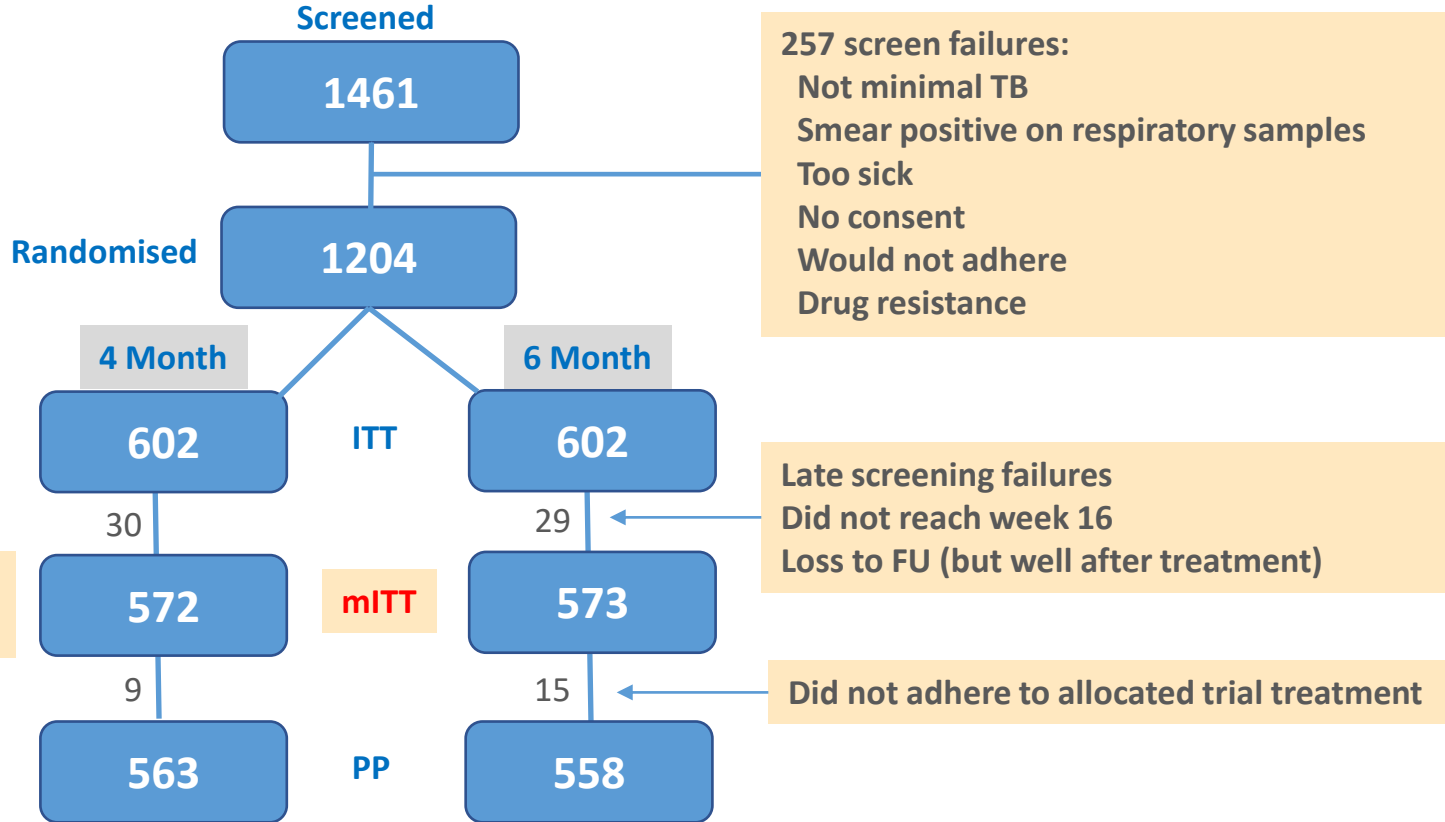 Screened
1461
257 screen failures:
Not minimal TB
Smear positive on respiratory samples
Too sick
No consent
Would not adhere
Drug resistance
Randomised
1204
4 Month
6 Month
602
ITT
602
30
29
Late screening failures
Did not reach week 16
Loss to FU (but well after treatment)
572
mITT
573
9
15
Did not adhere to allocated trial treatment
563
PP
558